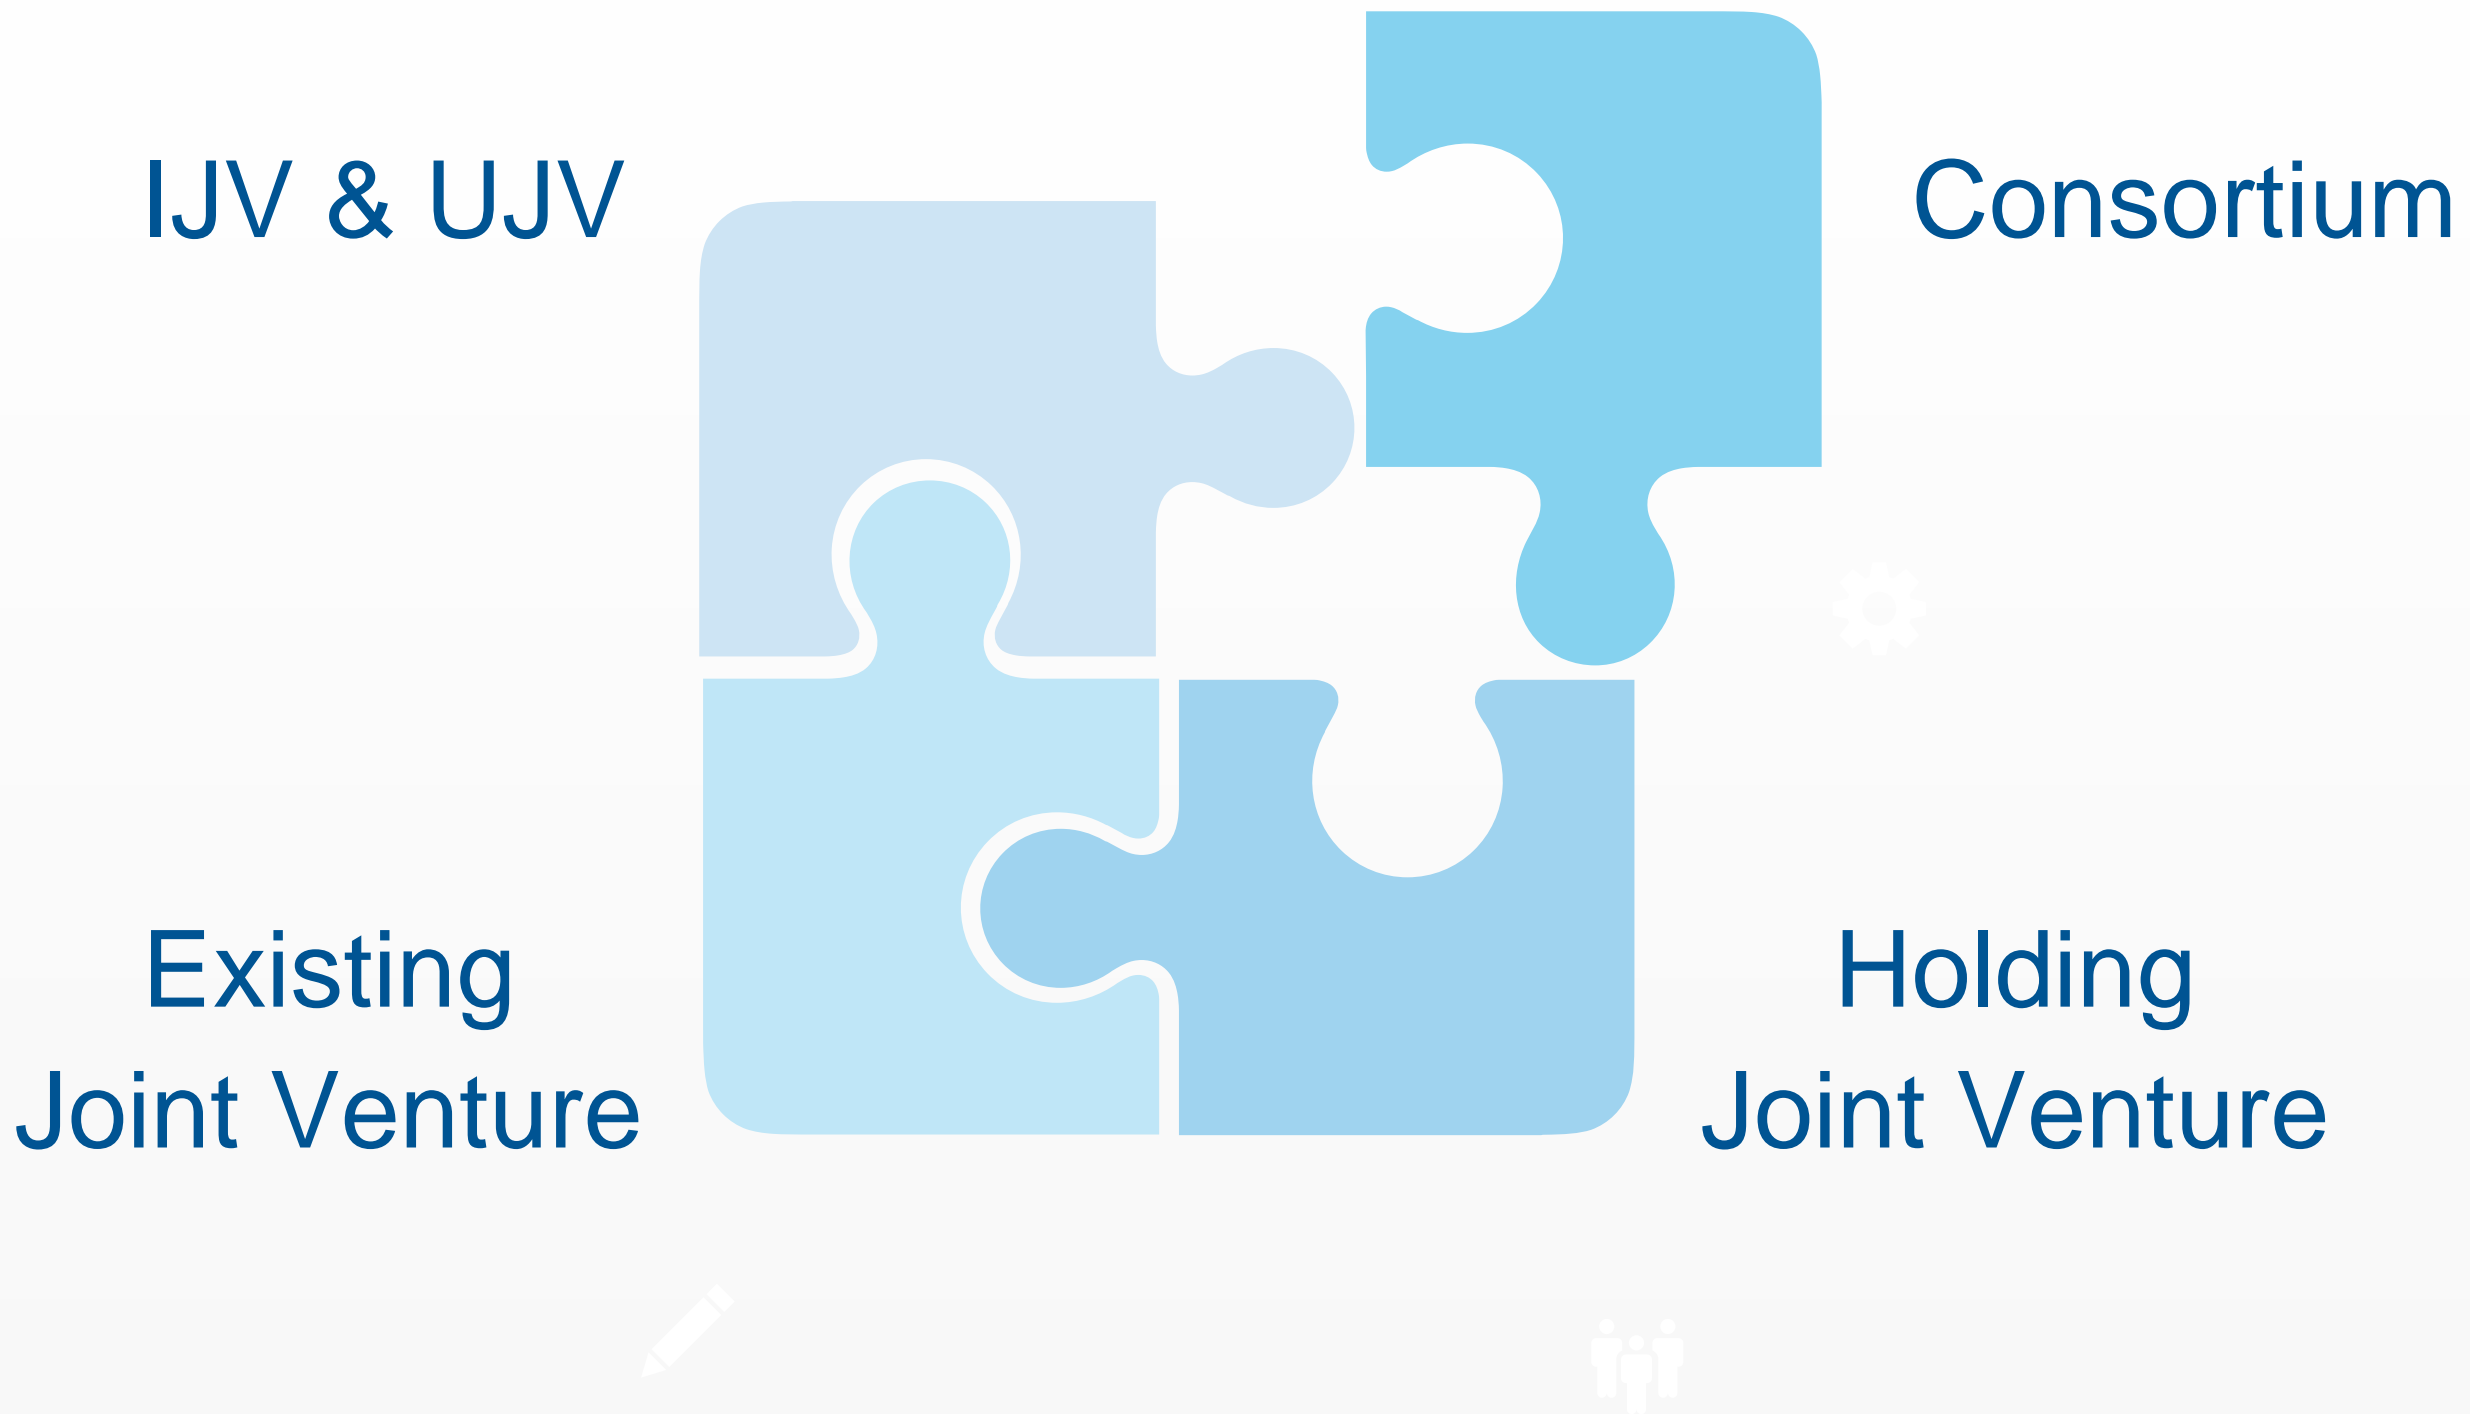 IJV & UJV
Consortium
Existing
Joint Venture
Holding
Joint Venture